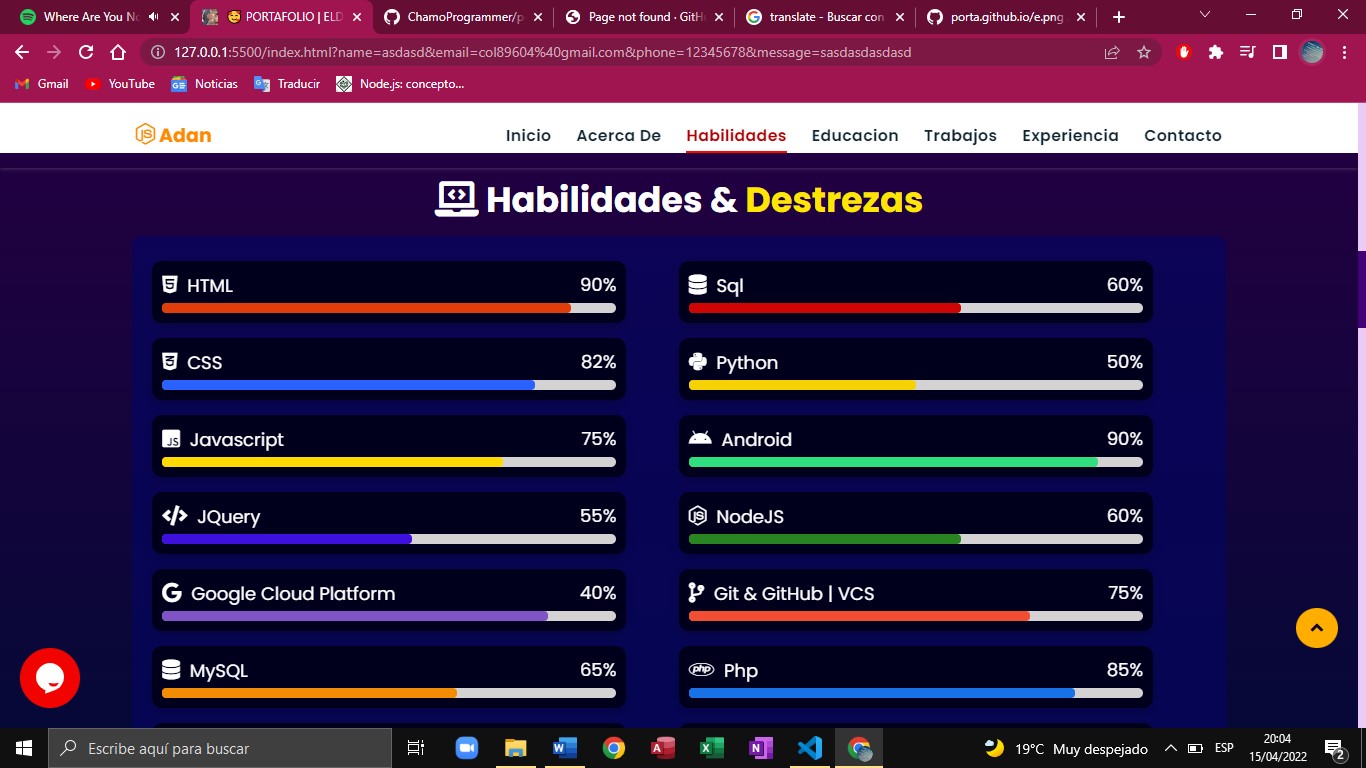 Where Are You No
PORTAFOLIO | ELD
ChamoProgrammer/p
Page not found · GitH
translate - Buscar con
porta.github.io/e.png
127.0.0.1:5500/index.html?name=asdasd&email=col89604%40gmail.com&phone=12345678&message=sasdasdasdasd
Gmail
YouTube
Noticias
Traducir
Node.js: concepto...
Adan
Inicio
Acerca De
Habilidades
Educacion
Trabajos
Experiencia
Contacto
Habilidades & Destrezas
HTML 90%
Sql 60%
CSS 82%
Python 50%
Javascript 75%
Android 90%
JQuery 55%
NodeJS 60%
Google Cloud Platform 40%
Git & GitHub | VCS 75%
MySQL 65%
Php 85%
Escribe aquí para buscar
19°C Muy despejado
ESP
20:04
15/04/2022
2